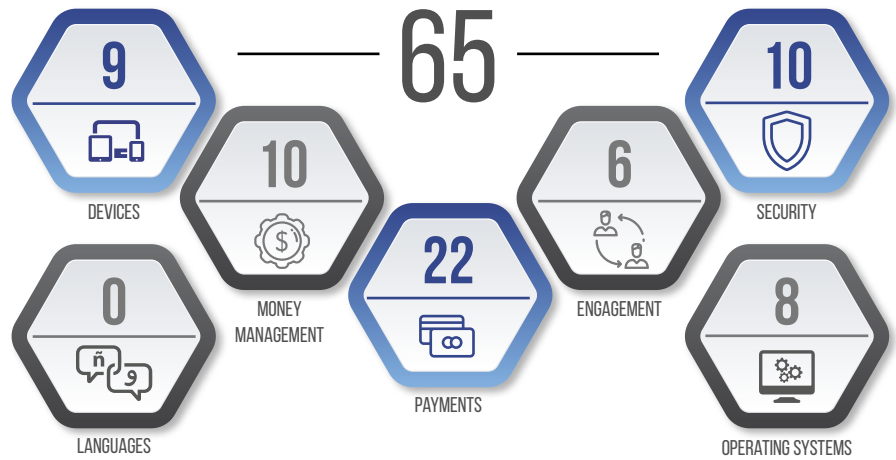 65
9
DEVICES
10
MONEY
MANAGEMENT
22
PAYMENTS
6
ENGAGEMENT
10
SECURITY
0
ñ
و
LANGUAGES
8
OPERATING SYSTEMS